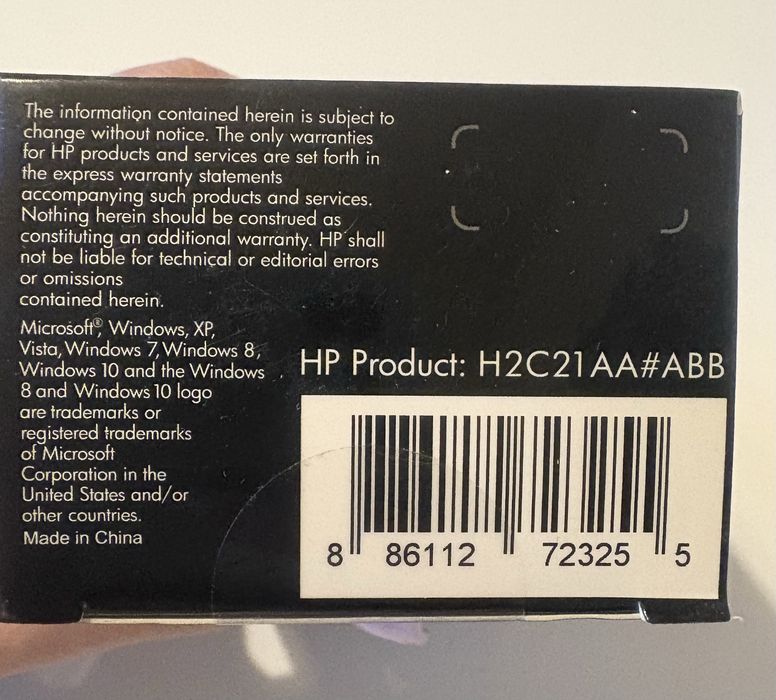 The information contained herein is subject to
change without notice. The only warranties
for HP products and services are set forth in
the express warranty statements
accompanying such products and services.
Nothing herein should be construed as
constituting an additional warranty. HP shall
not be liable for technical or editorial errors
or omissions
contained herein.
Microsoft®, Windows, XP,
Vista, Windows 7, Windows 8,
Windows 10 and the Windows
8 and Windows 10 logo
are trademarks or
registered trademarks
of Microsoft
Corporation in the
United States and/or
other countries.
Made in China
HP Product: H2C21AA#ABB
8 86112 72325 5